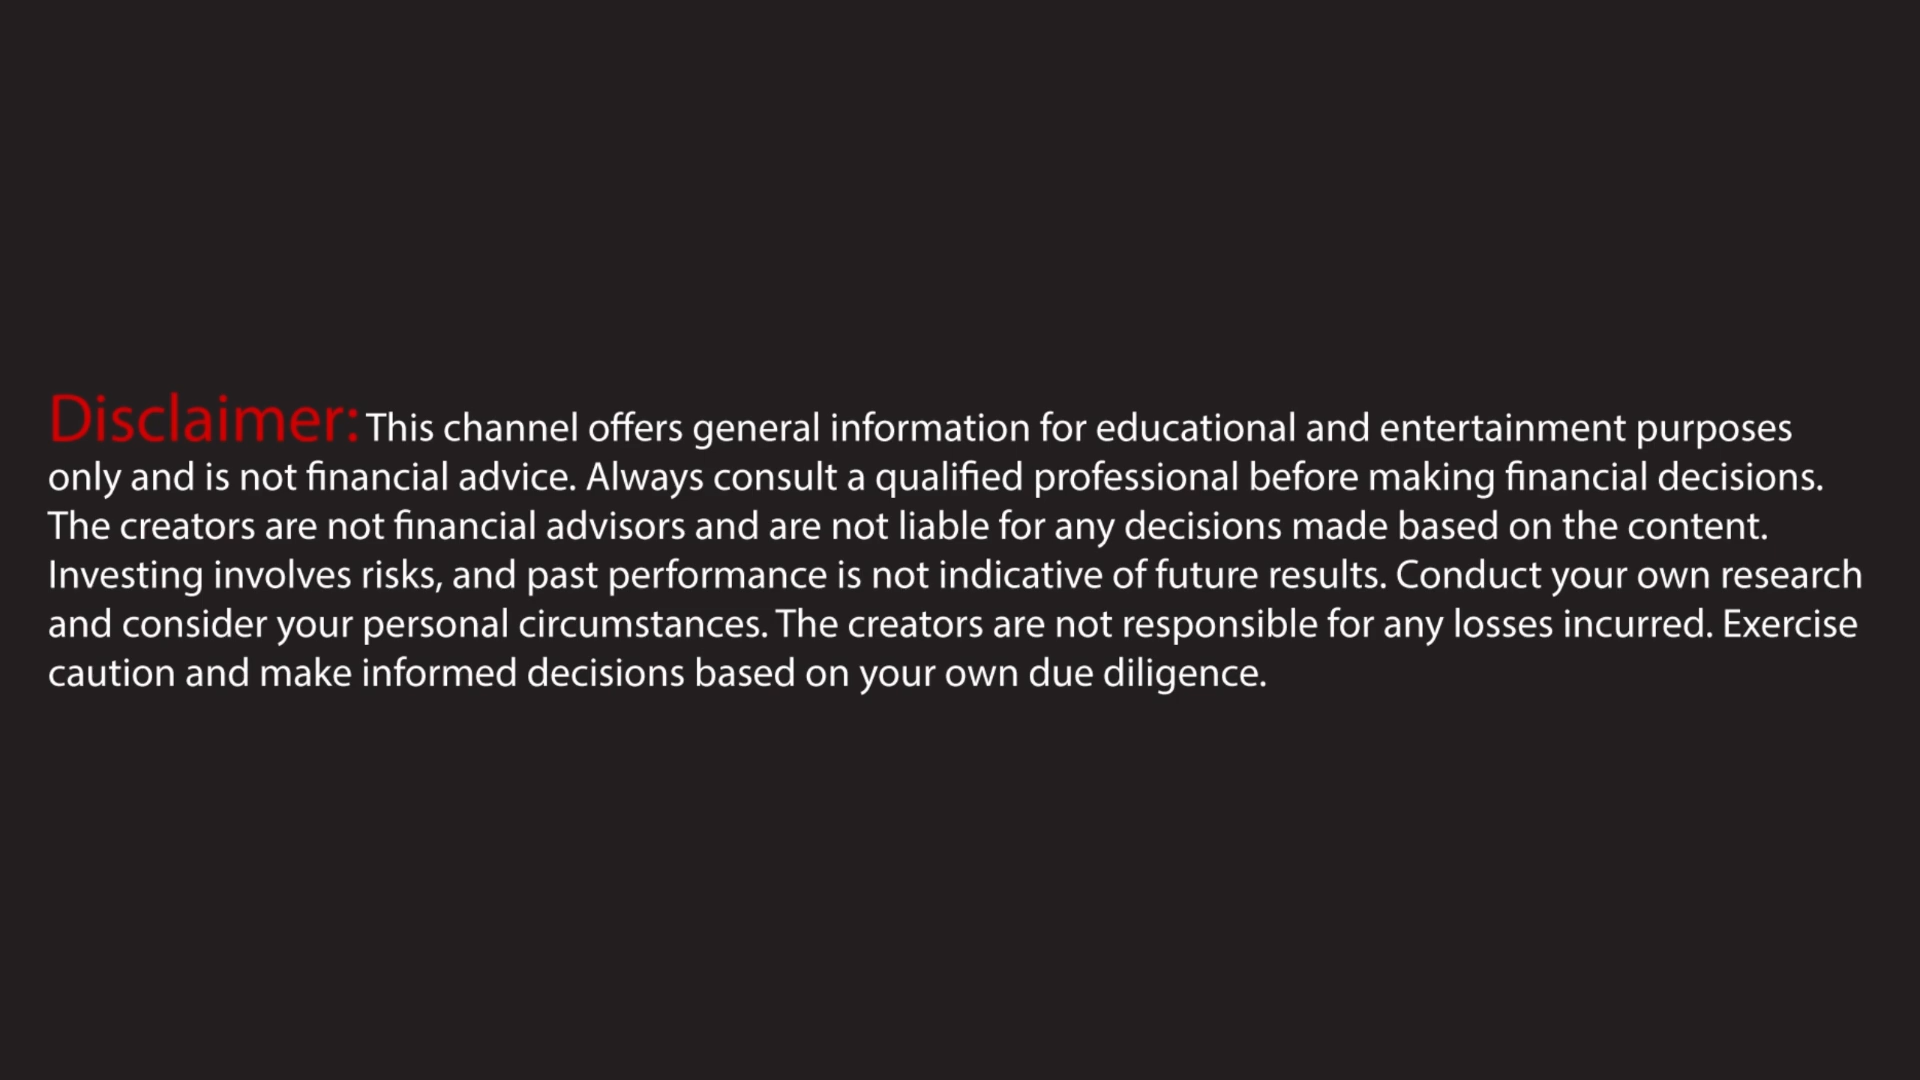 Disclaimer: This channel offers general information for educational and entertainment purposes
only and is not financial advice. Always consult a qualified professional before making financial decisions.
The creators are not financial advisors and are not liable for any decisions made based on the content.
Investing involves risks, and past performance is not indicative of future results. Conduct your own research
and consider your personal circumstances. The creators are not responsible for any losses incurred. Exercise
caution and make informed decisions based on your own due diligence.